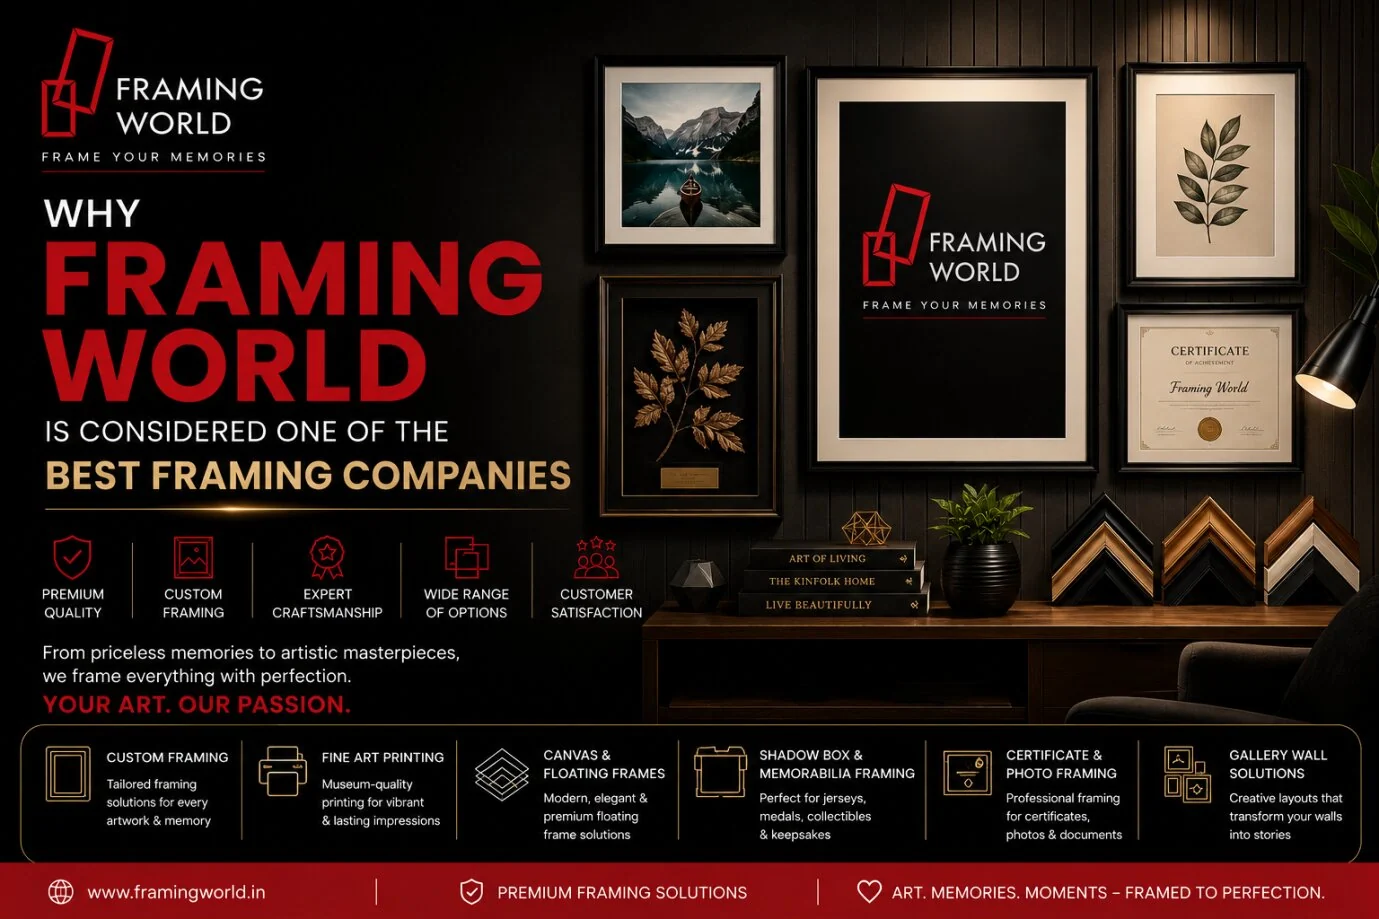 FRAMING
WORLD
FRAME YOUR MEMORIES
WHY
FRAMING
WORLD
IS CONSIDERED ONE OF THE
BEST FRAMING COMPANIES
PREMIUM
QUALITY
CUSTOM
FRAMING
EXPERT
CRAFTSMANSHIP
WIDE RANGE
OF OPTIONS
CUSTOMER
SATISFACTION
From priceless memories to artistic masterpieces,
we frame everything with perfection.
YOUR ART. OUR PASSION.
FRAMING
WORLD
FRAME YOUR MEMORIES
CERTIFICATE
OF ACHIEVEMENT
Framing World
ART OF LIVING
THE KINFOLK HOME
LIVE BEAUTIFULLY
CUSTOM FRAMING
Tailored framing
solutions for every
artwork & memory
FINE ART PRINTING
Museum-quality
printing for vibrant
& lasting impressions
CANVAS &
FLOATING FRAMES
Modern, elegant &
premium floating
frame solutions
SHADOW BOX &
MEMORABILIA FRAMING
Perfect for jerseys,
medals, collectibles
& keepsakes
CERTIFICATE &
PHOTO FRAMING
Professional framing
for certificates,
photos & documents
GALLERY WALL
SOLUTIONS
Creative layouts that
transform your walls
into stories
www.framingworld.in
PREMIUM FRAMING SOLUTIONS
ART. MEMORIES. MOMENTS – FRAMED TO PERFECTION.